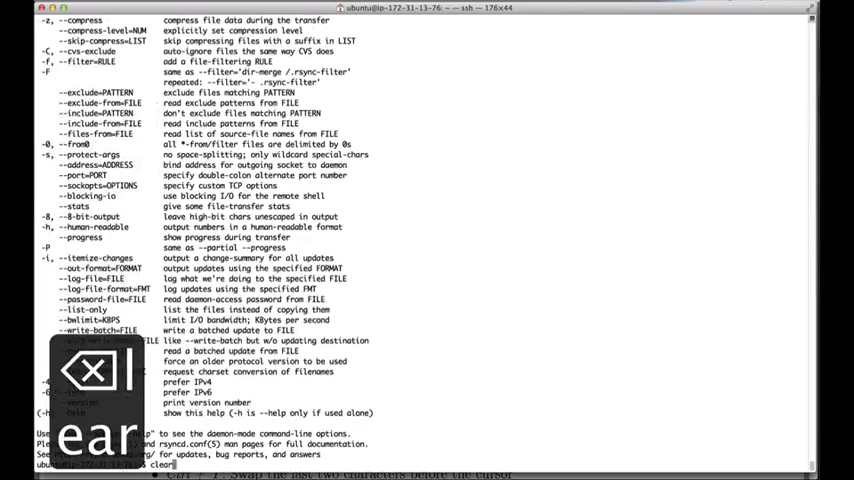 ubuntu@ip-172-31-13-76: ~ — ssh — 176×44
-z, --compress compress file data during the transfer
--compress-level=NUM explicitly set compression level
--skip-compress=LIST skip compressing files with a suffix in LIST
-C, --cvs-exclude auto-ignore files the same way CVS does
-f, --filter=RULE add a file-filtering RULE
-F same as --filter='dir-merge /.rsync-filter'
repeated: --filter='- .rsync-filter'
--exclude=PATTERN exclude files matching PATTERN
--exclude-from=FILE read exclude patterns from FILE
--include=PATTERN don't exclude files matching PATTERN
--include-from=FILE read include patterns from FILE
--files-from=FILE read list of source-file names from FILE
-0, --from0 all *-from/filter files are delimited by 0s
-s, --protect-args no space-splitting; only wildcard special-chars
--address=ADDRESS bind address for outgoing socket to daemon
--port=PORT specify double-colon alternate port number
--sockopts=OPTIONS specify custom TCP options
--blocking-io use blocking I/O for the remote shell
--stats give some file-transfer stats
-8, --8-bit-output leave high-bit chars unescaped in output
-h, --human-readable output numbers in a human-readable format
--progress show progress during transfer
-P same as --partial --progress
-i, --itemize-changes output a change-summary for all updates
--out-format=FORMAT output updates using the specified FORMAT
--log-file=FILE log what we're doing to the specified FILE
--log-file-format=FMT log updates using the specified FMT
--password-file=FILE read daemon-access password from FILE
--list-only list the files instead of copying them
--bwlimit=KBPS limit I/O bandwidth; KBytes per second
--write-batch=FILE write a batched update to FILE
like --write-batch but w/o updating destination
read a batched update from FILE
force an older protocol version to be used
request charset conversion of filenames
-4 prefer IPv4
-6 prefer IPv6
print version number
(-h show this help (-h is --help only if used alone)
Use help" to see the daemon-mode command-line options.
and rsyncd.conf(5) man pages for full documentation.
See for updates, bug reports, and answers
ubuntu@ip-172-31-13-76:~$ clear
ear
Ctrl + T: Swap the last two characters before the cursor